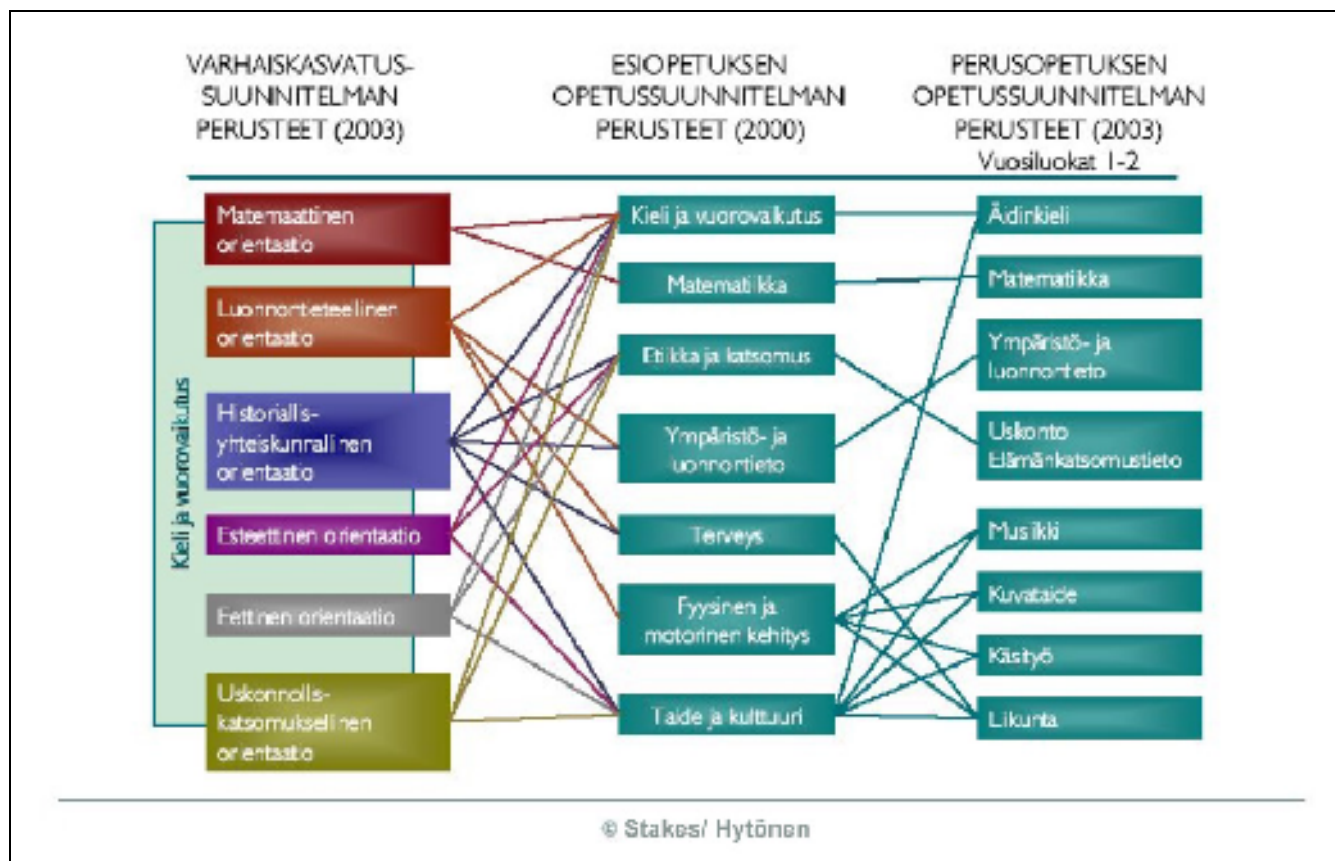 VARHAISKASVATUS-
SUUNNITELMAN
PERUSTEET (2003)
ESIOPETUKSEN
OPETUSSUUNNITELMAN
PERUSTEET (2000)
PERUSOPETUKSEN
OPETUSSUUNNITELMAN
PERUSTEET (2003)
Vuosiluokat 1-2
Kieli ja vuorovaikutus
Matemaattinen
orientaatio
Luonnontieteellinen
orientaatio
Historiallis-
yhteiskunnallinen
orientaatio
Esteettinen orientaatio
Eettinen orientaatio
Uskonnollis-
katsomuksellinen
orientaatio
Kieli ja vuorovaikutus
Matematiikka
Etiikka ja katsomus
Ympäristö- ja
luonnontieto
Terveys
Fyysinen ja
motorinen kehitys
Taide ja kulttuuri
Äidinkieli
Matematiikka
Ympäristö- ja
luonnontieto
Uskonto
Elämänkatsomustieto
Musiikki
Kuvataide
Käsityö
Liikunta
© Stakes/ Hytönen